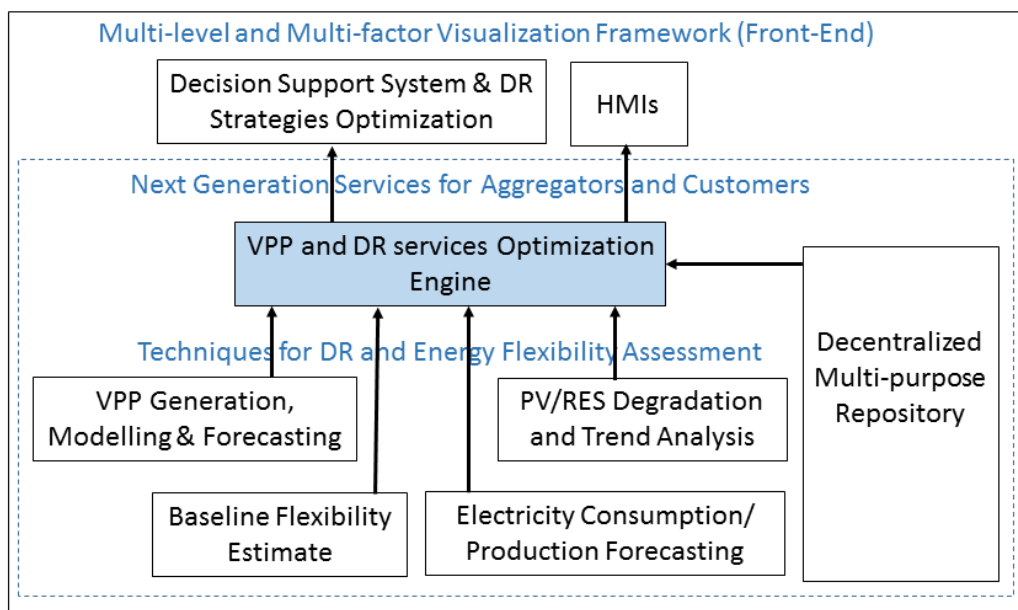 Multi-level and Multi-factor Visualization Framework (Front-End)
Decision Support System & DR
Strategies Optimization
HMIs
Next Generation Services for Aggregators and Customers
VPP and DR services Optimization
Engine
Techniques for DR and Energy Flexibility Assessment
VPP Generation,
Modelling & Forecasting
PV/RES Degradation
and Trend Analysis
Decentralized
Multi-purpose
Repository
Baseline Flexibility
Estimate
Electricity Consumption/
Production Forecasting